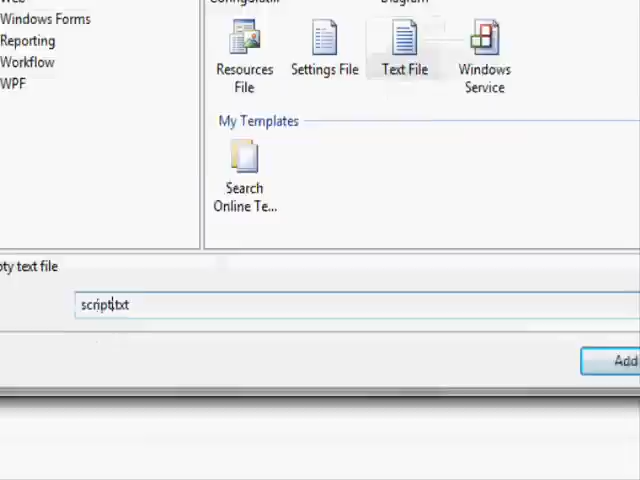 Windows Forms
Reporting
Workflow
WPF
Resources
File
Settings File
Text File
Windows
Service
My Templates
Search
Online Te...
ty text file
script.txt
Add